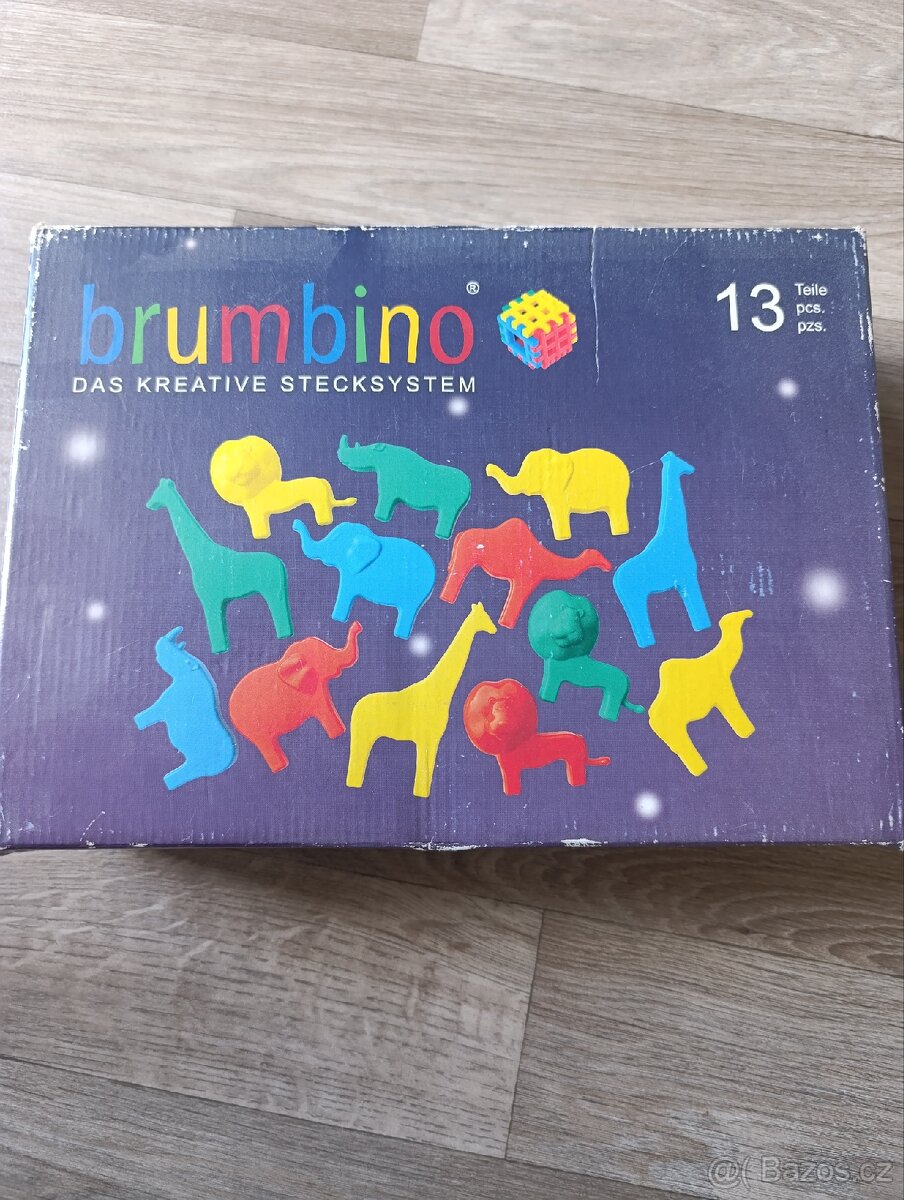 brumbino®
DAS KREATIVE STECKSYSTEM
13 Teile
pcs.
pzs.
@( Bazos.cz